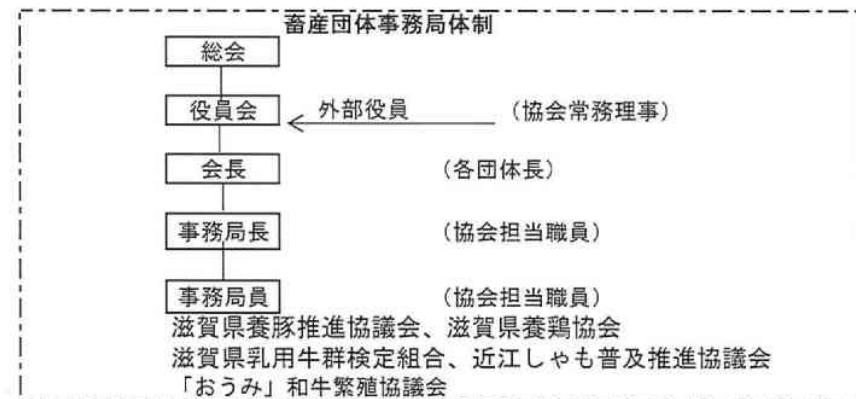 畜産団体事務局体制
総会
役員会 外部役員 （協会常務理事）
会長 （各団体長）
事務局長 （協会担当職員）
事務局員 （協会担当職員）
滋賀県養豚推進協議会、滋賀県養鶏協会
滋賀県乳用牛群検定組合、近江しゃも普及推進協議会
「おうみ」和牛繁殖協議会